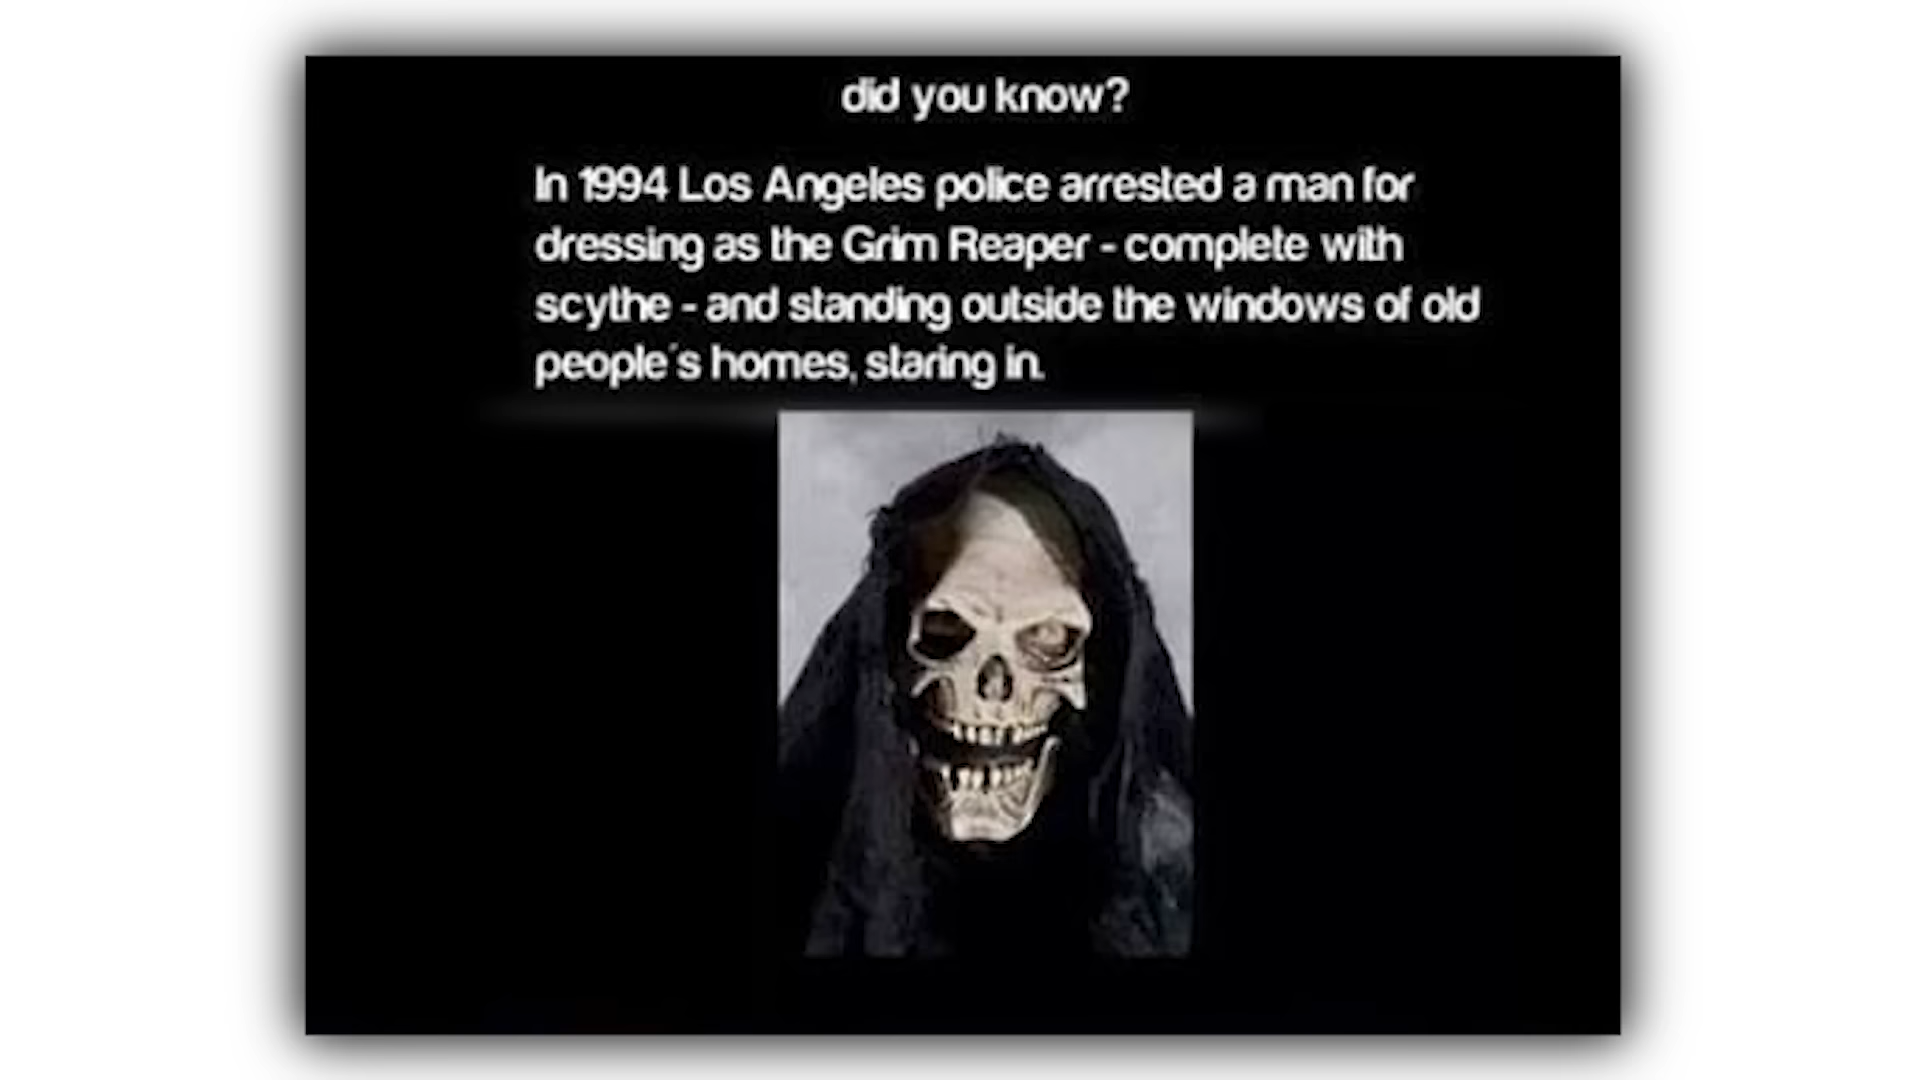 did you know?
In 1994 Los Angeles police arrested a man for
dressing as the Grim Reaper - complete with
scythe - and standing outside the windows of old
people´s homes, staring in.